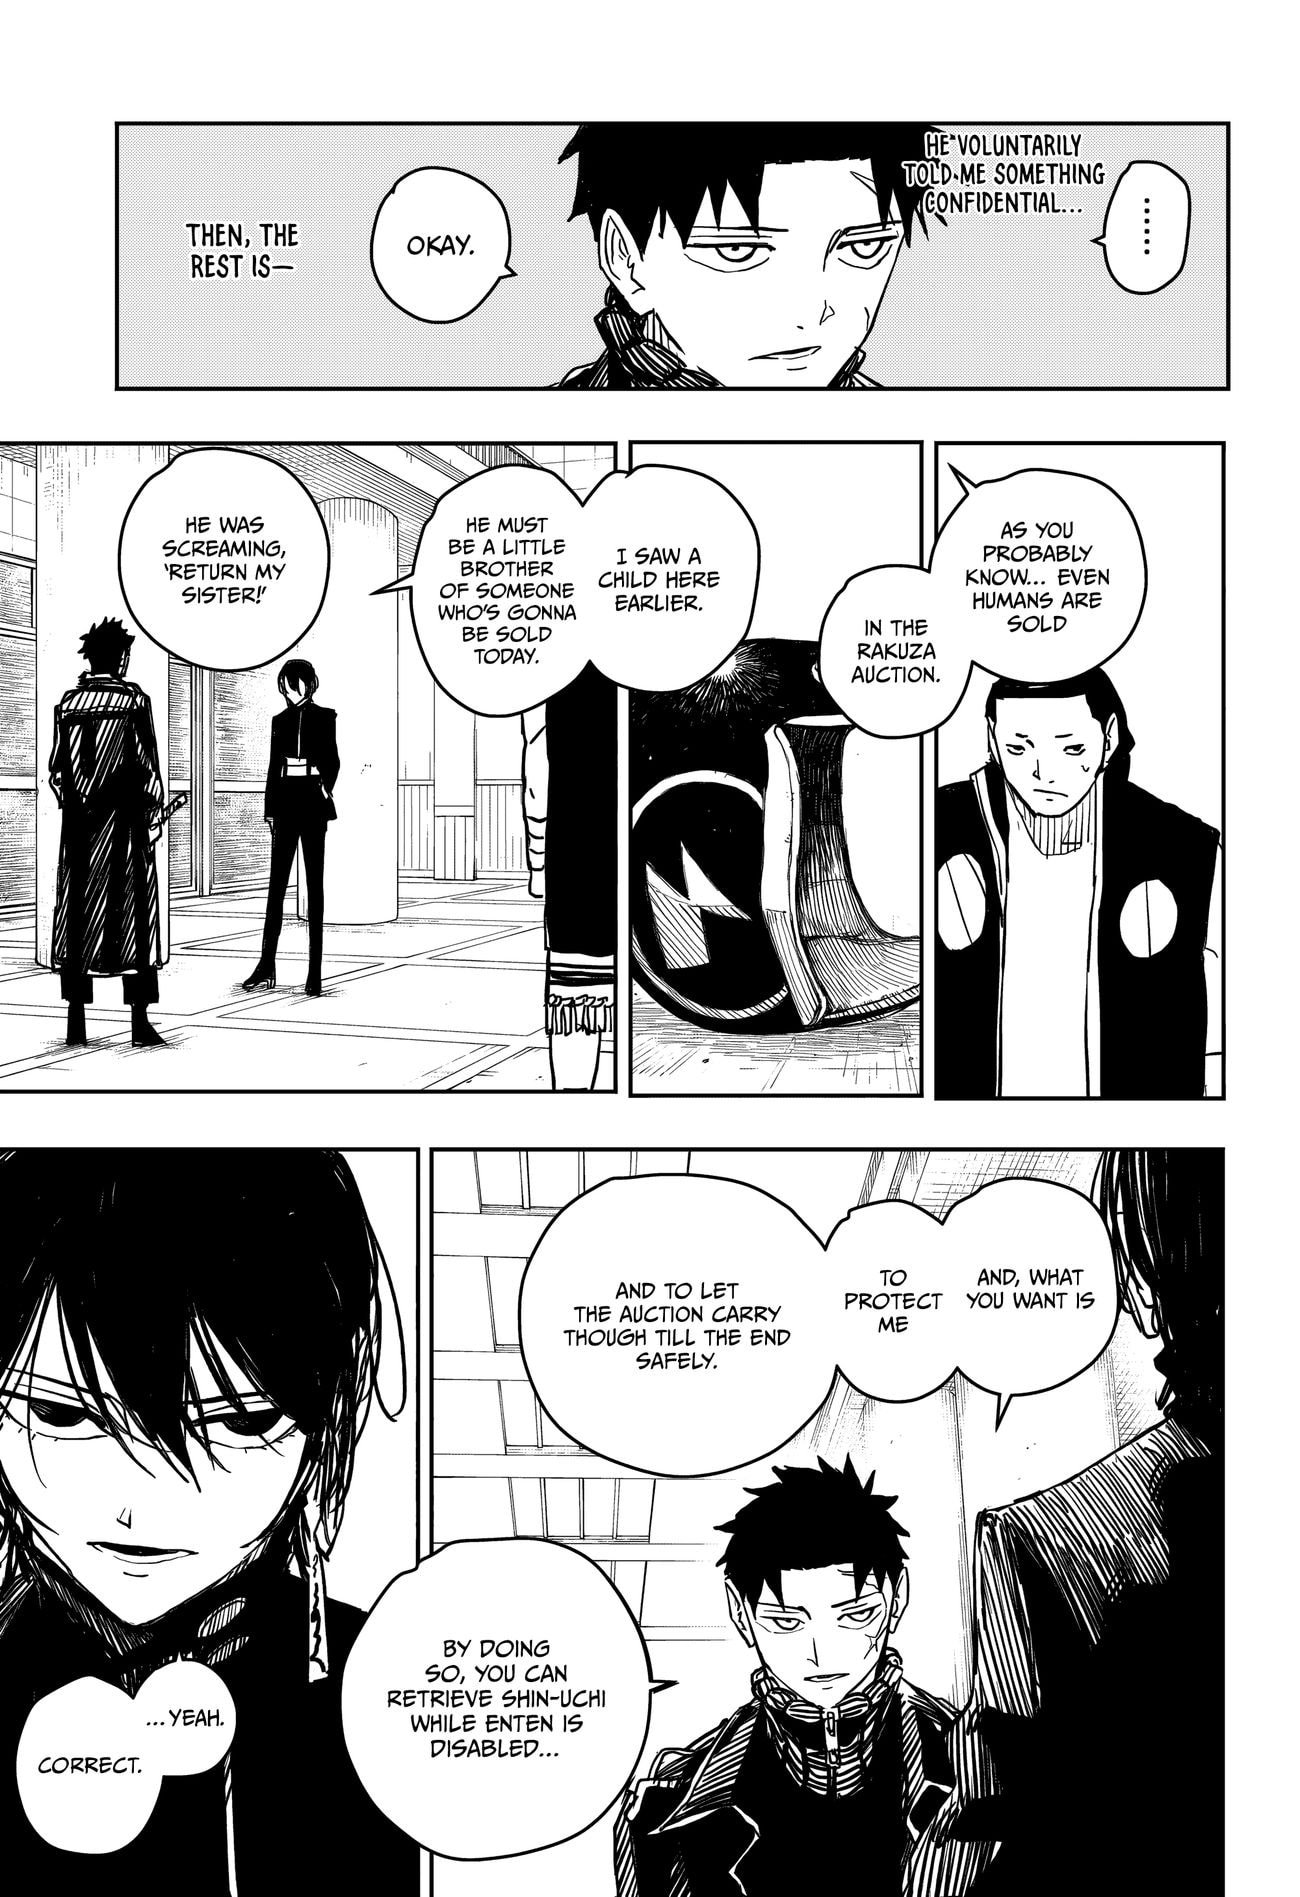 ......
HE VOLUNTARILY
TOLD ME SOMETHING
CONFIDENTIAL...
OKAY.
THEN, THE
REST IS—
AS YOU
PROBABLY
KNOW... EVEN
HUMANS ARE
SOLD
IN THE
RAKUZA
AUCTION.
I SAW A
CHILD HERE
EARLIER.
HE MUST
BE A LITTLE
BROTHER
OF SOMEONE
WHO'S GONNA
BE SOLD
TODAY.
HE WAS
SCREAMING,
'RETURN MY
SISTER!'
AND, WHAT
YOU WANT IS
TO
PROTECT
ME
AND TO LET
THE AUCTION CARRY
THOUGH TILL THE END
SAFELY.
BY DOING
SO, YOU CAN
RETRIEVE SHIN-UCHI
WHILE ENTEN IS
DISABLED...
...YEAH.
CORRECT.